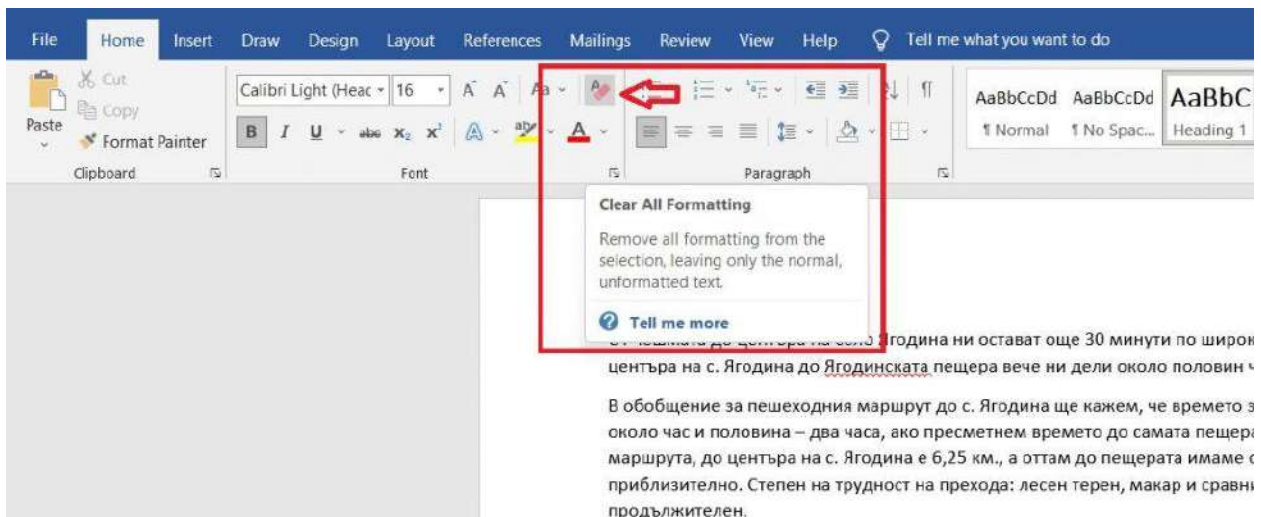 File Home Insert Draw Design Layout References Mailings Review View Help Tell me what you want to do
Cut
Copy
Paste
Format Painter
Clipboard
Calibri Light (Heac 16 A A Aa
B I U abc x₂ x² A aby A
Font
Paragraph
AaBbCcDd AaBbCcDd AaBbC
¶ Normal ¶ No Spac... Heading 1
Clear All Formatting
Remove all formatting from the
selection, leaving only the normal,
unformatted text.
Tell me more
Ягодина ни остават още 30 минути по широк
центъра на с. Ягодина до Ягодинската пещера вече ни дели около половин ч
В обобщение за пешеходния маршрут до с. Ягодина ще кажем, че времето з
около час и половина – два часа, ако пресметнем времето до самата пещера
маршрута, до центъра на с. Ягодина е 6,25 км., а оттам до пещерата имаме
приблизително. Степен на трудност на прехода: лесен терен, макар и сравни
продължителен.